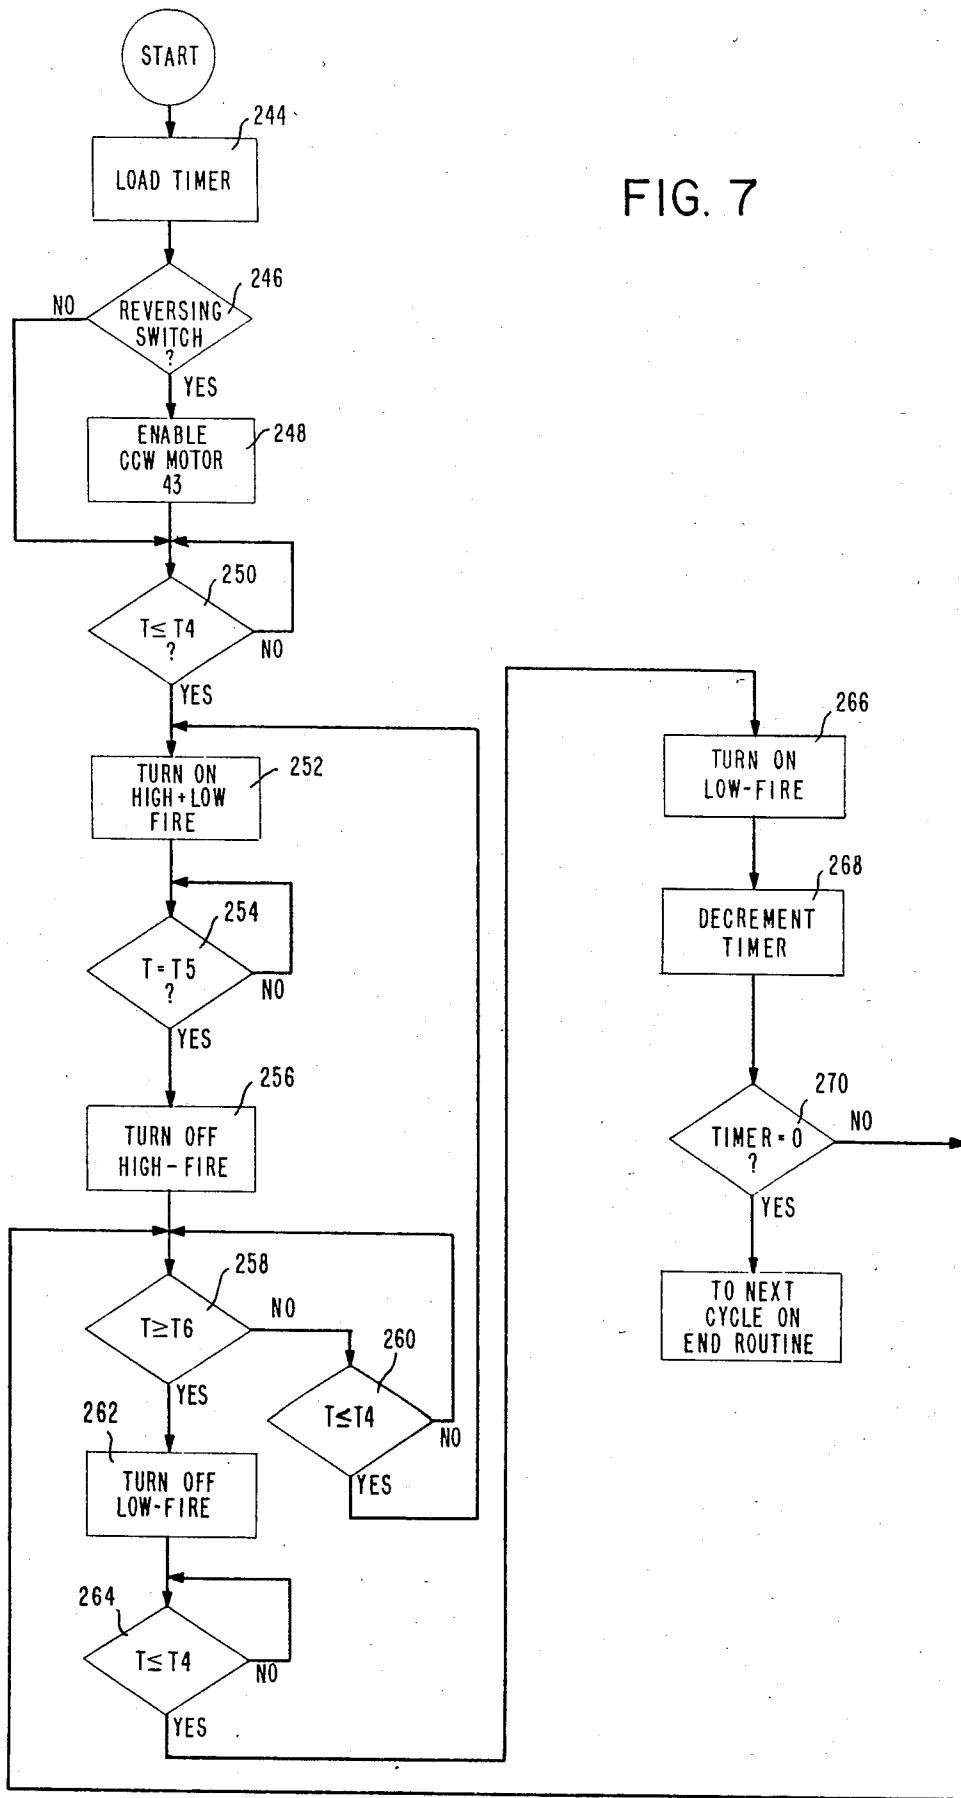 START
244
LOAD TIMER
FIG. 7
246
NO
REVERSING
SWITCH
?
YES
ENABLE
CCW MOTOR
43
248
250
T≤T4
?
NO
YES
TURN ON
HIGH+LOW
FIRE
252
254
T=T5
?
NO
YES
256
TURN OFF
HIGH-FIRE
258
T≥T6
NO
YES
260
T≤T4
NO
YES
262
TURN OFF
LOW-FIRE
264
T≤T4
NO
YES
266
TURN ON
LOW-FIRE
268
DECREMENT
TIMER
270
TIMER=0
?
NO
YES
TO NEXT
CYCLE ON
END ROUTINE